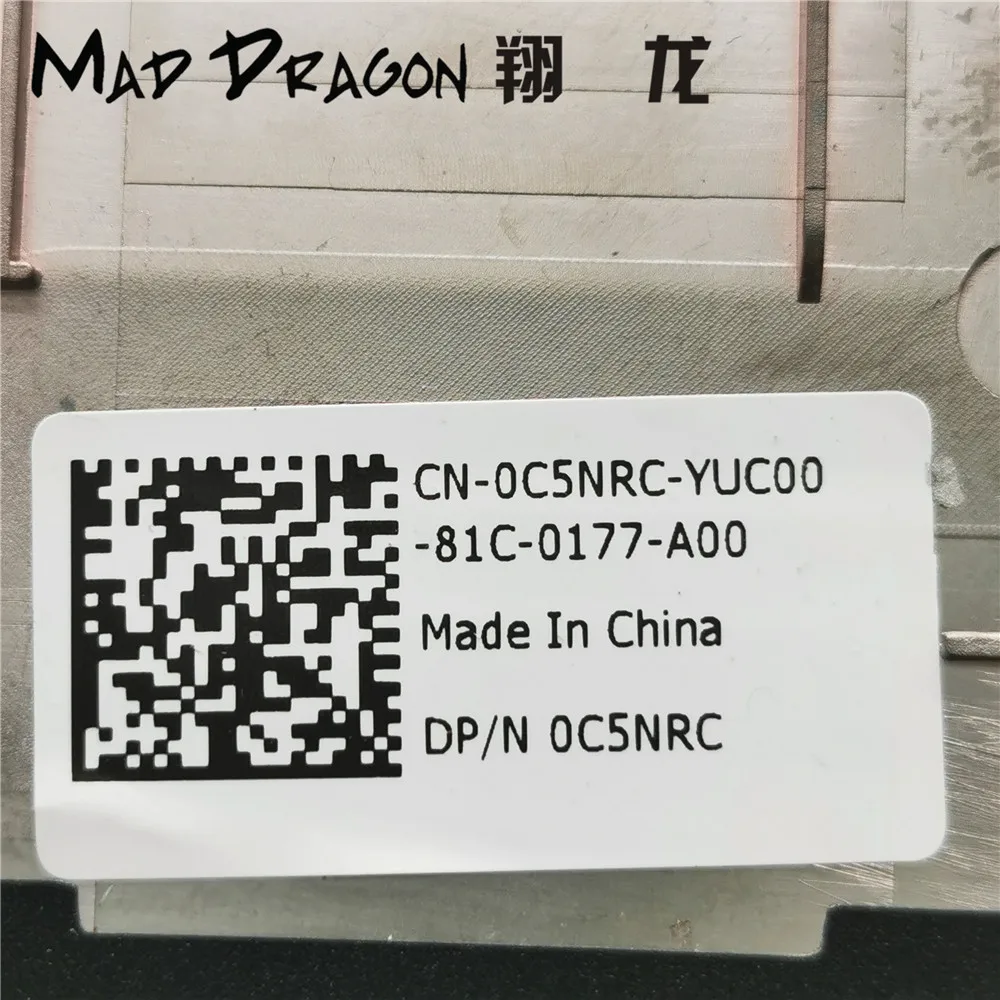 MAD DRAGON 翔 龙
CN-0C5NRC-YUC00
-81C-0177-A00
Made In China
DP/N 0C5NRC